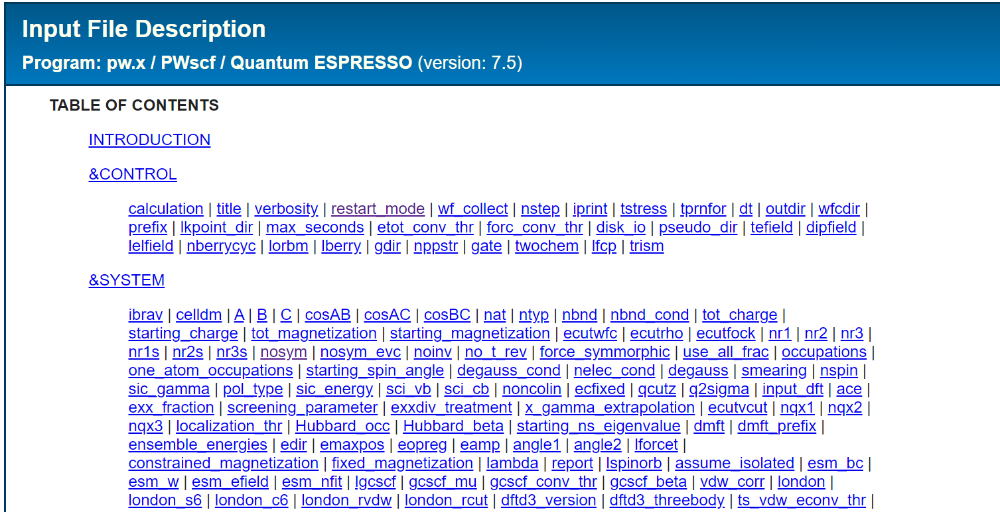 Input File Description
Program: pw.x / PWscf / Quantum ESPRESSO (version: 7.5)
TABLE OF CONTENTS
INTRODUCTION
&CONTROL
calculation | title | verbosity | restart_mode | wf_collect | nstep | iprint | tstress | tprnfor | dt | outdir | wfcdir |
prefix | lkpoint_dir | max_seconds | etot_conv_thr | forc_conv_thr | disk_io | pseudo_dir | tefield | dipfield |
lelfield | nberrycyc | lorbm | lberry | gdir | nppstr | gate | twochem | lfcp | trism
&SYSTEM
ibrav | celldm | A | B | C | cosAB | cosAC | cosBC | nat | ntyp | nbnd | nbnd_cond | tot_charge |
starting_charge | tot_magnetization | starting_magnetization | ecutwfc | ecutrho | ecutfock | nr1 | nr2 | nr3 |
nr1s | nr2s | nr3s | nosym | nosym_evc | noinv | no_t_rev | force_symmorphic | use_all_frac | occupations |
one_atom_occupations | starting_spin_angle | degauss_cond | nelec_cond | degauss | smearing | nspin |
sic_gamma | pol_type | sic_energy | sci_vb | sci_cb | noncolin | ecfixed | qcutz | q2sigma | input_dft | ace |
exx_fraction | screening_parameter | exxdiv_treatment | x_gamma_extrapolation | ecutvcut | nqx1 | nqx2 |
nqx3 | localization_thr | Hubbard_occ | Hubbard_beta | starting_ns_eigenvalue | dmft | dmft_prefix |
ensemble_energies | edir | emaxpos | eopreg | eamp | angle1 | angle2 | lforcet |
constrained_magnetization | fixed_magnetization | lambda | report | lspinorb | assume_isolated | esm_bc |
esm_w | esm_efield | esm_nfit | lgcscf | gcscf_mu | gcscf_conv_thr | gcscf_beta | vdw_corr | london |
london_s6 | london_c6 | london_rvdw | london_rcut | dftd3_version | dftd3_threebody | ts_vdw_econv_thr |